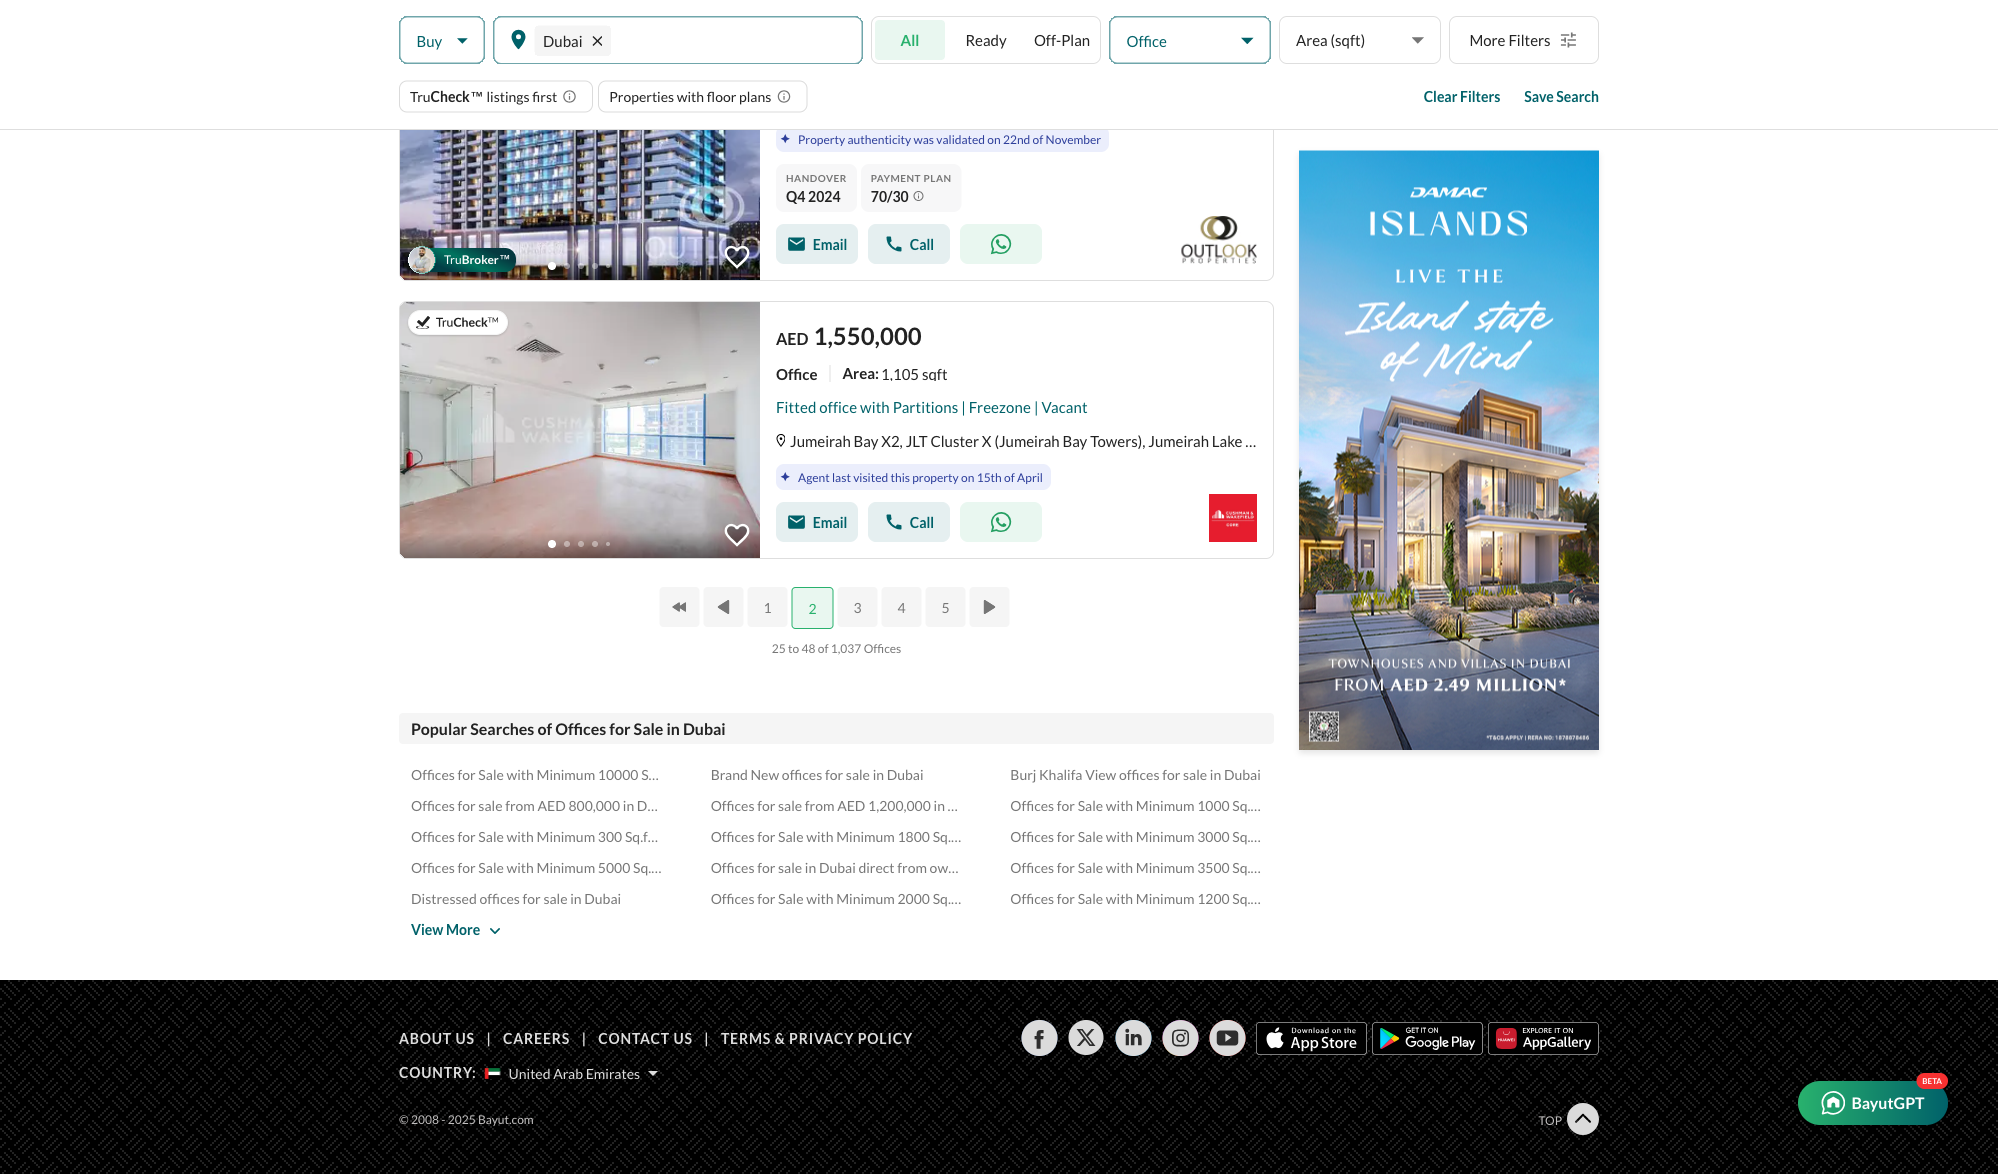 Buy
Dubai
All
Ready
Off-Plan
Office
Area (sqft)
More Filters
TruCheck™ listings first
Properties with floor plans
Clear Filters
Save Search
Property authenticity was validated on 22nd of November
HANDOVER
Q4 2024
PAYMENT PLAN
70/30
Email
Call
OUTLOOK
PROPERTIES
TruBroker™
OUTLOO
TruCheck™
CUSHMAN
WAKEFIE
AED 1,550,000
Office
Area: 1,105 sqft
Fitted office with Partitions | Freezone | Vacant
Jumeirah Bay X2, JLT Cluster X (Jumeirah Bay Towers), Jumeirah Lake ...
Agent last visited this property on 15th of April
Email
Call
CUSHMAN &
WAKEFIELD
CORE
1
2
3
4
5
25 to 48 of 1,037 Offices
DAMAC
ISLANDS
LIVE THE
Island state
of Mind
TOWNHOUSES AND VILLAS IN DUBAI
FROM AED 2.49 MILLION*
Popular Searches of Offices for Sale in Dubai
Offices for Sale with Minimum 10000 S...
Brand New offices for sale in Dubai
Burj Khalifa View offices for sale in Dubai
Offices for sale from AED 800,000 in D...
Offices for sale from AED 1,200,000 in ...
Offices for Sale with Minimum 1000 Sq....
Offices for Sale with Minimum 300 Sq.f...
Offices for Sale with Minimum 1800 Sq....
Offices for Sale with Minimum 3000 Sq....
Offices for Sale with Minimum 5000 Sq....
Offices for sale in Dubai direct from ow...
Offices for Sale with Minimum 3500 Sq....
Distressed offices for sale in Dubai
Offices for Sale with Minimum 2000 Sq....
Offices for Sale with Minimum 1200 Sq....
View More
ABOUT US | CAREERS | CONTACT US | TERMS & PRIVACY POLICY
Download on the
App Store
GET IT ON
Google Play
HUAWEI
EXPLORE IT ON
AppGallery
COUNTRY: United Arab Emirates
BETA
BayutGPT
© 2008 - 2025 Bayut.com
TOP